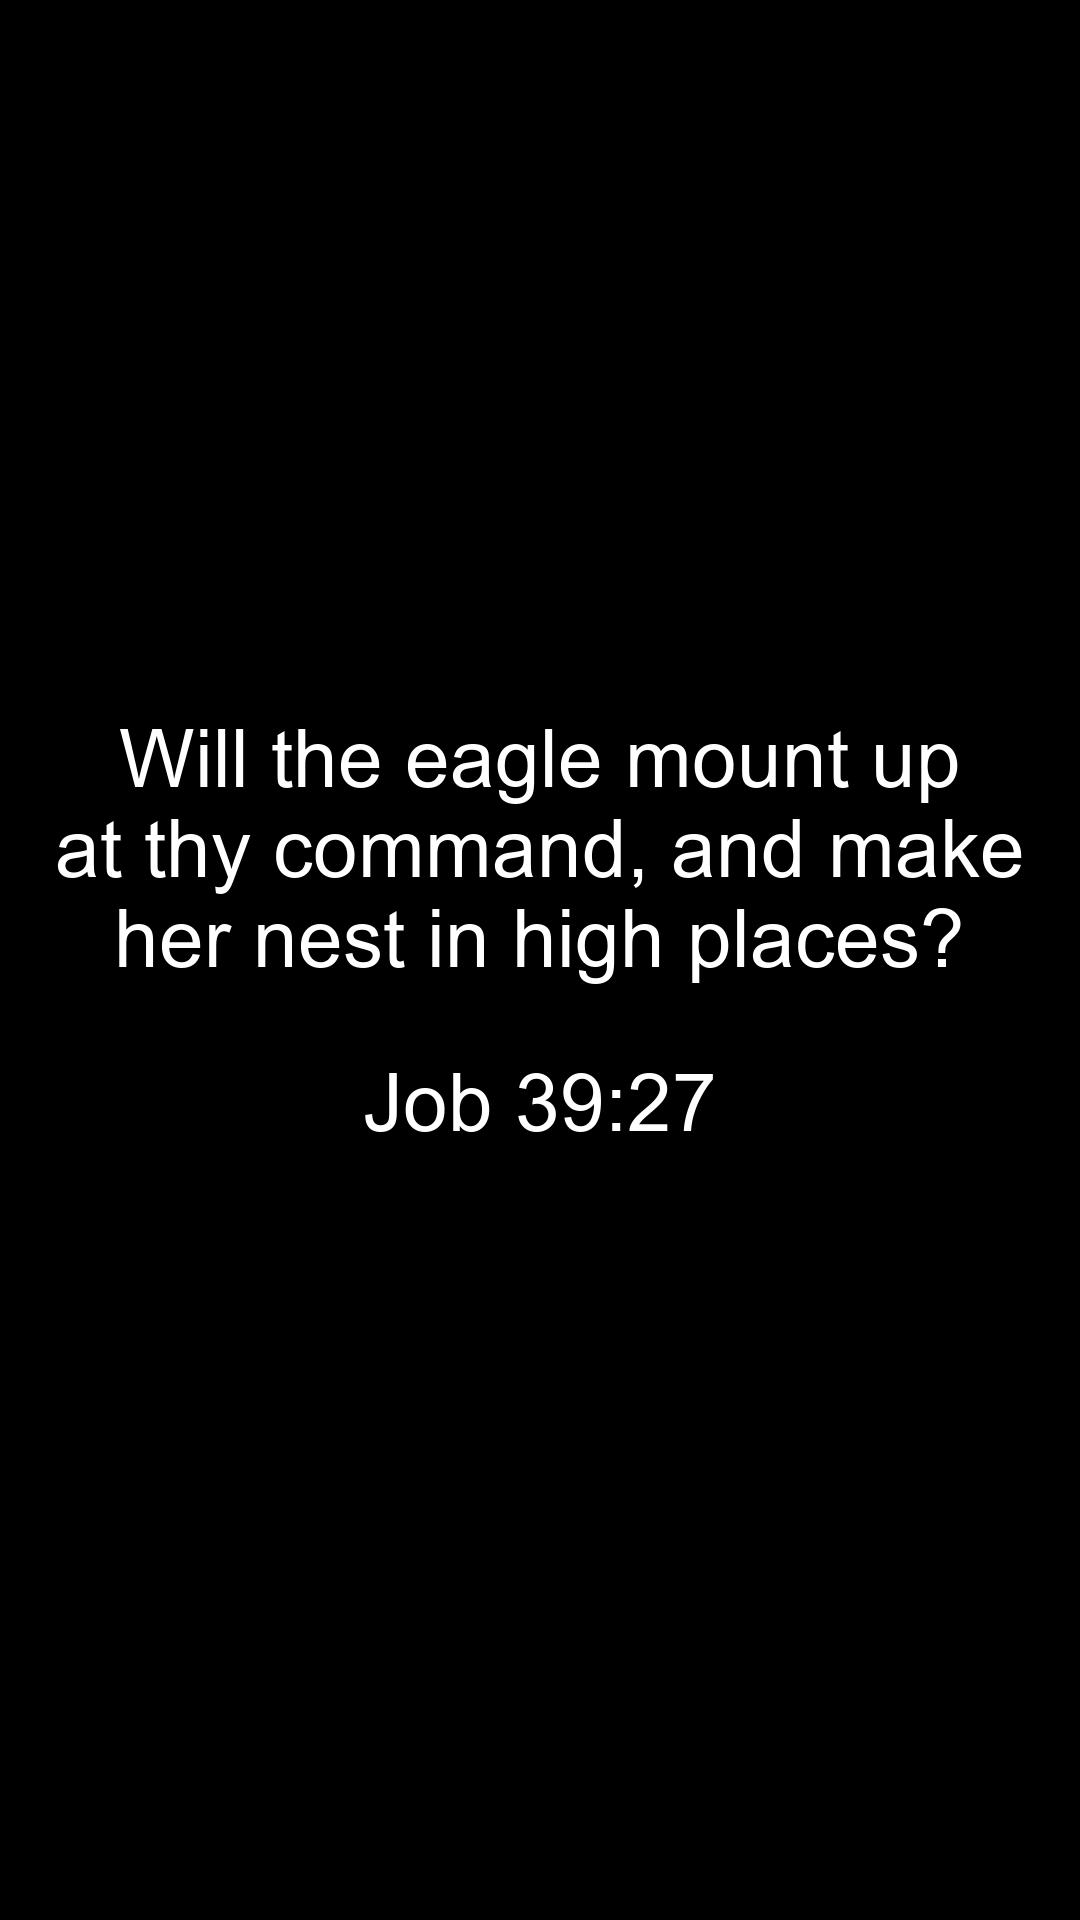 Will the eagle mount up
at thy command, and make
her nest in high places?
Job 39:27